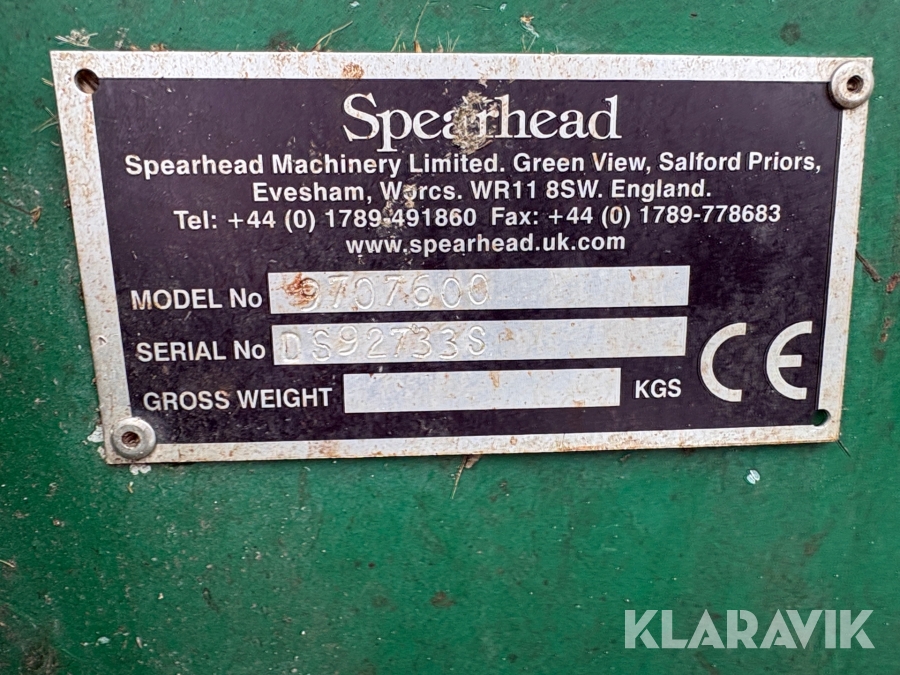 Spearhead
Spearhead Machinery Limited. Green View, Salford Priors,
Evesham, Worcs. WR11 8SW. England.
Tel: +44 (0) 1789-491860 Fax: +44 (0) 1789-778683
www.spearhead.uk.com
MODEL No 9707600
SERIAL No DS92733S
GROSS WEIGHT KGS
CE
KLARAVIK